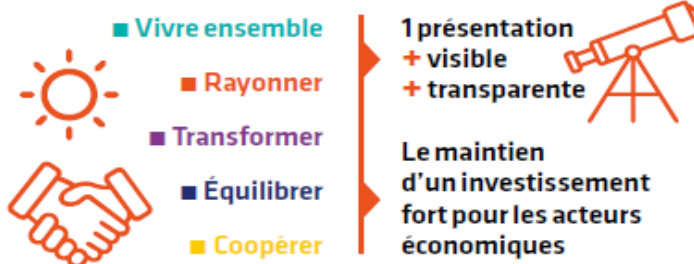 ■ Vivre ensemble
■ Rayonner
■ Transformer
■ Équilibrer
■ Coopérer
1 présentation
+ visible
+ transparente
Le maintien
d'un investissement
fort pour les acteurs
économiques